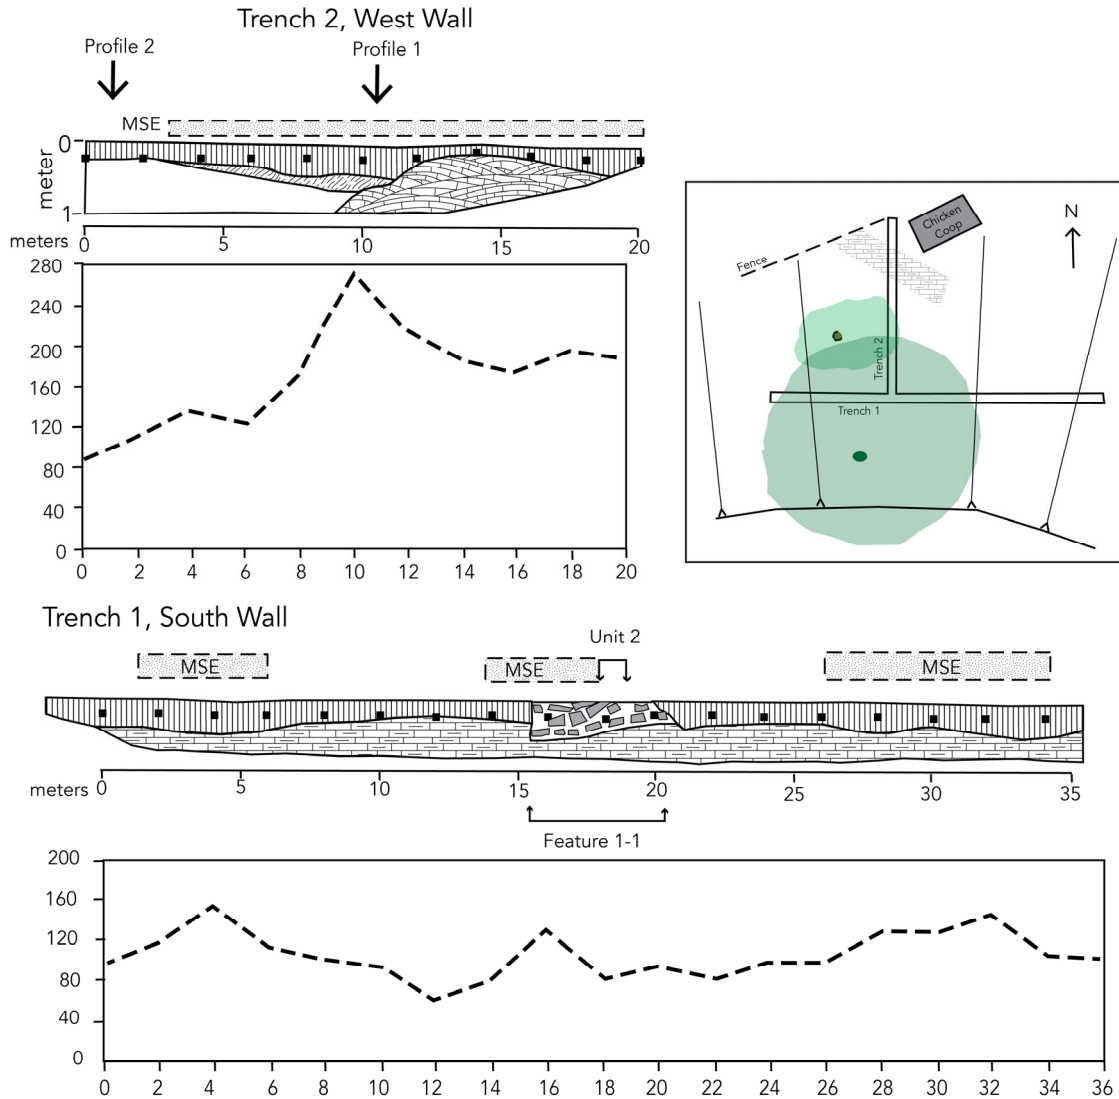 Trench 2, West Wall
Profile 2
Profile 1
MSE
0
meter
1
meters
0 5 10 15 20
280
240
200
160
120
80
40
0
0 2 4 6 8 10 12 14 16 18 20
Chicken
Coop
N
Fence
Trench 2
Trench 1
Trench 1, South Wall
Unit 2
MSE MSE MSE
meters 0 5 10 15 20 25 30 35
Feature 1-1
200
160
120
80
40
0
0 2 4 6 8 10 12 14 16 18 20 22 24 26 28 30 32 34 36